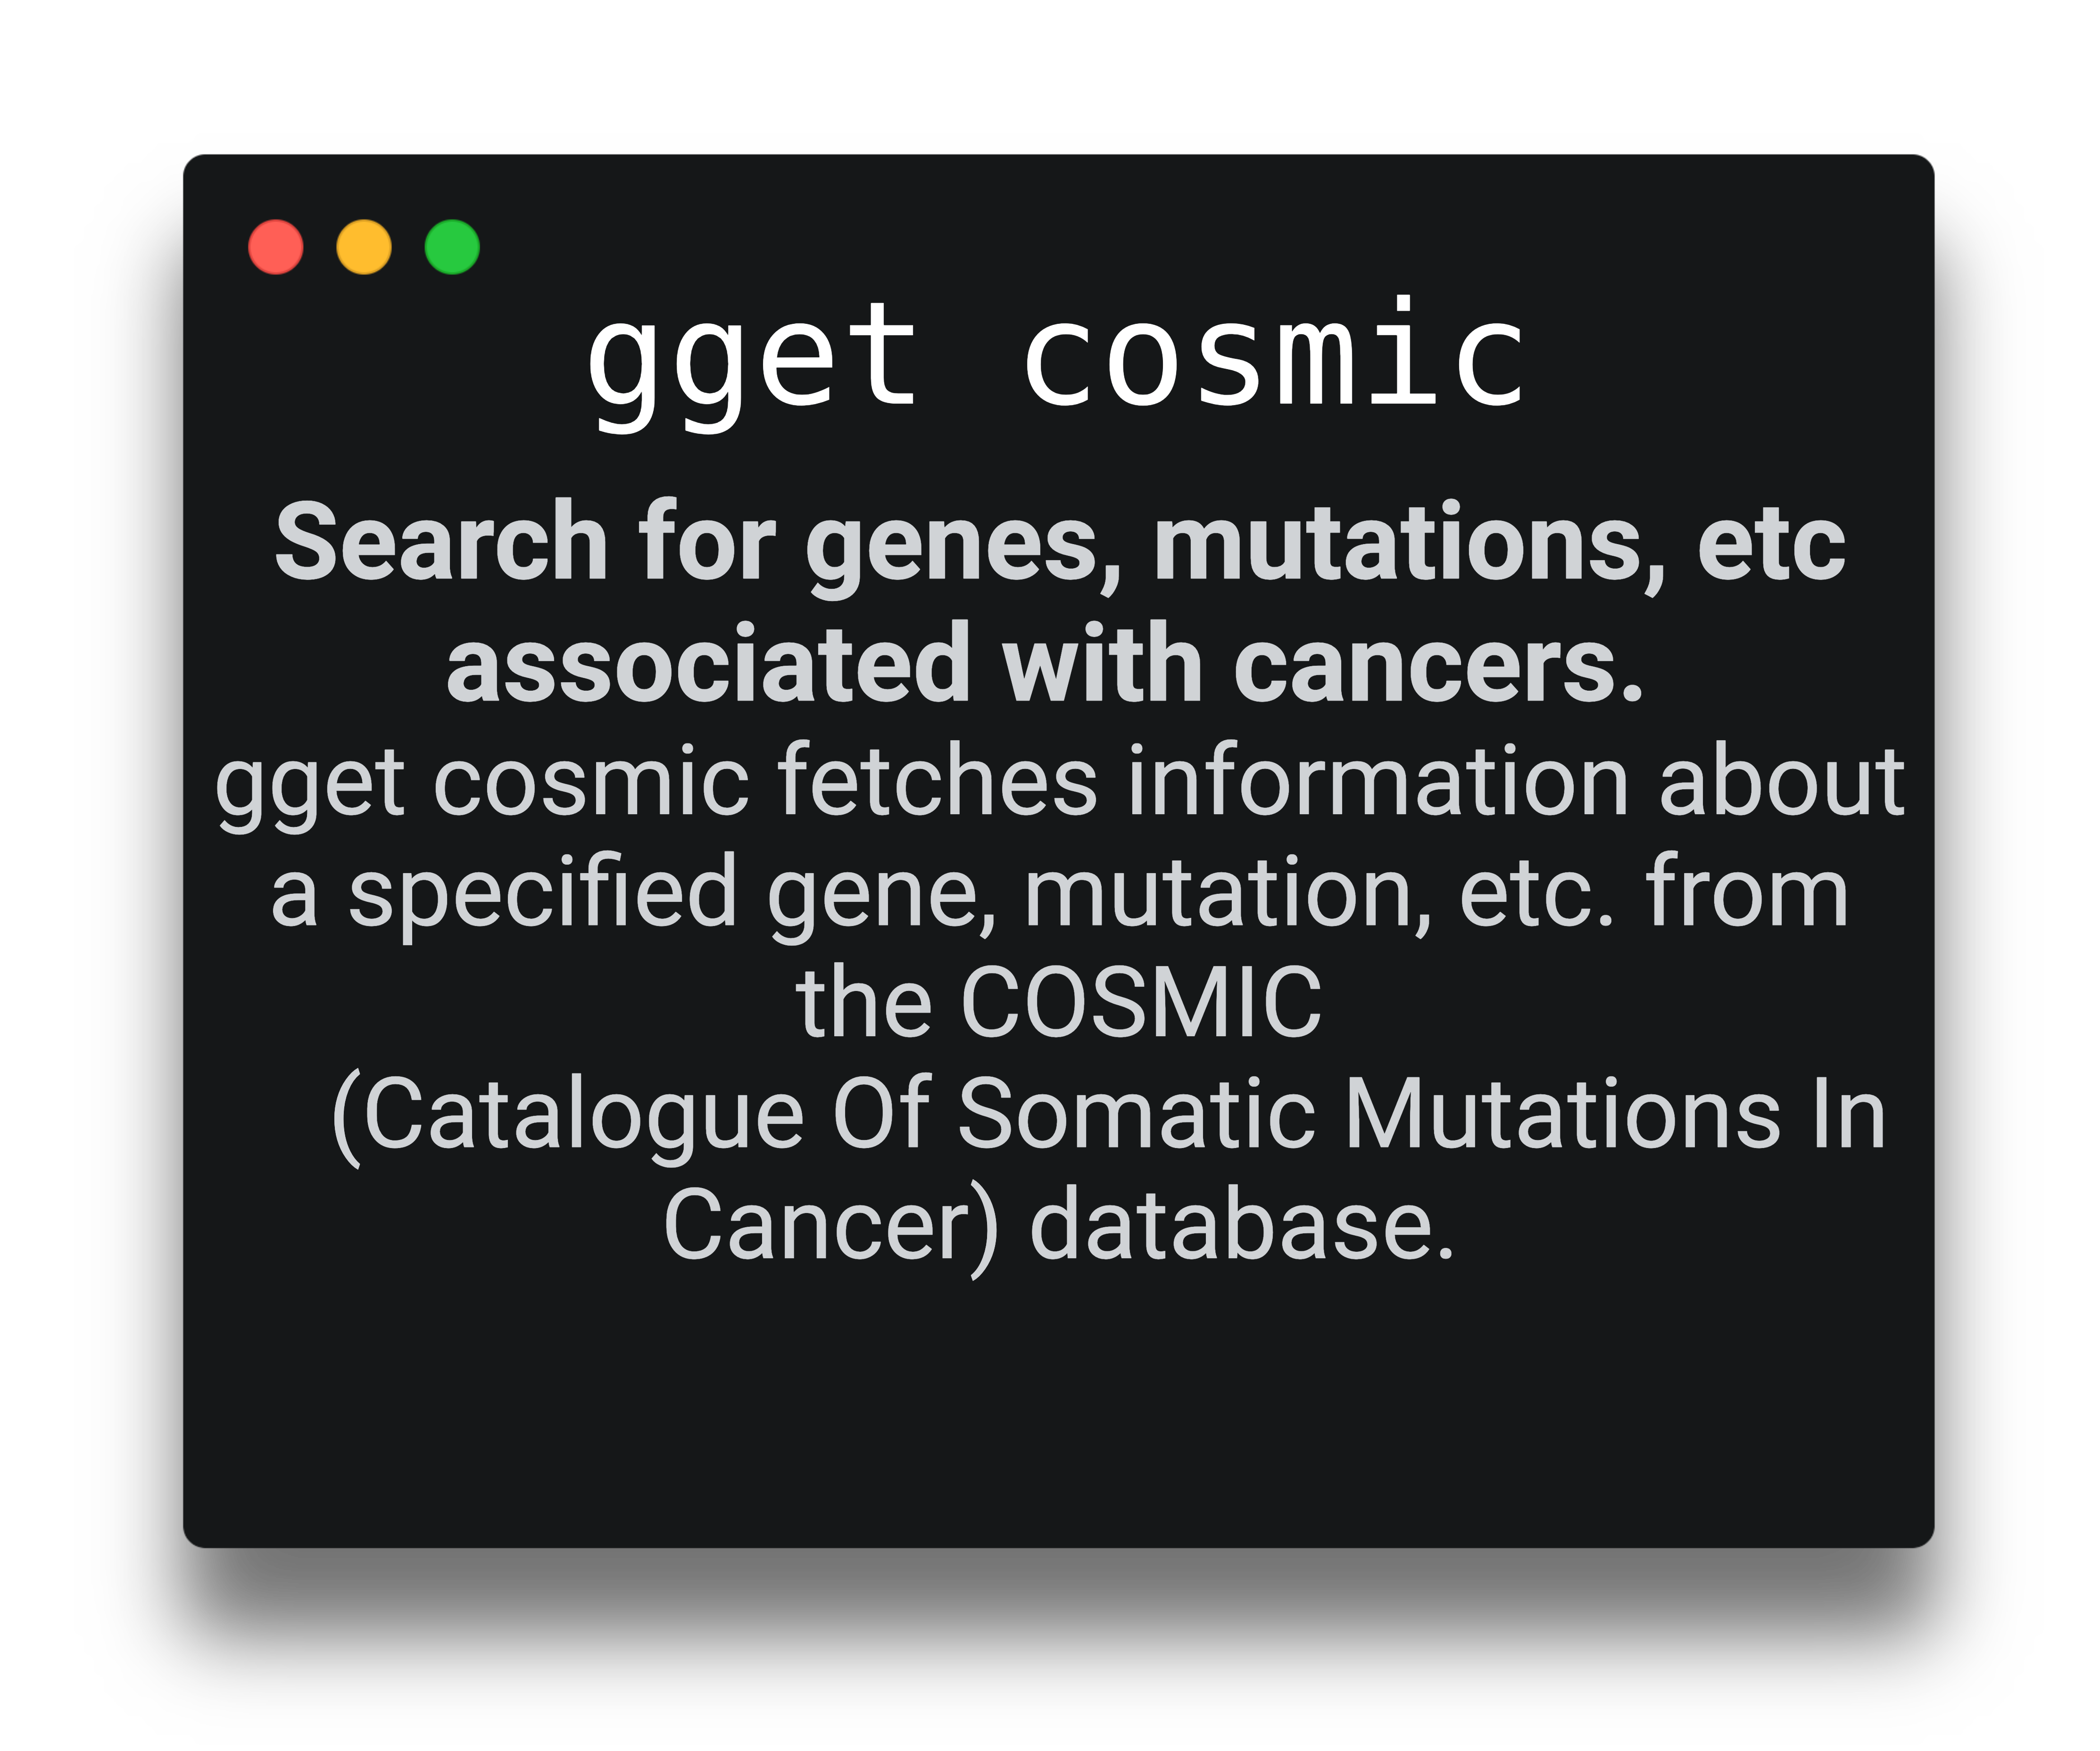 gget cosmic
Search for genes, mutations, etc
associated with cancers.
gget cosmic fetches information about
a specified gene, mutation, etc. from
the COSMIC
(Catalogue Of Somatic Mutations In
Cancer) database.